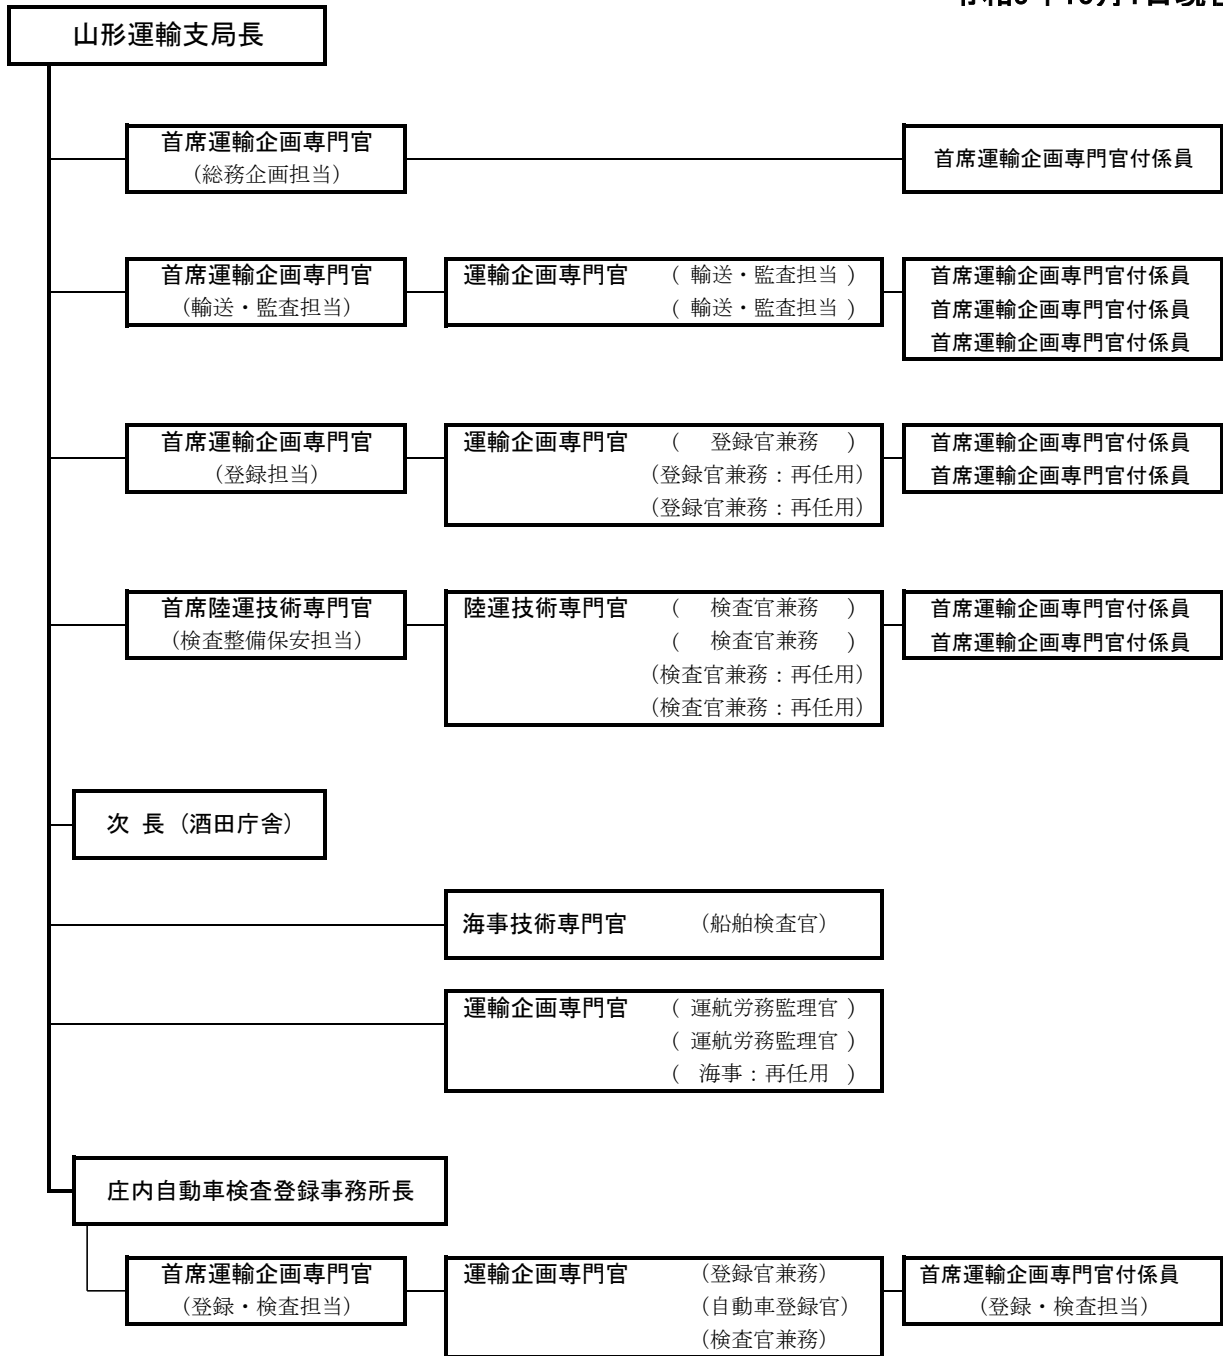 山形運輸支局長
首席運輸企画専門官
（総務企画担当）
首席運輸企画専門官付係員
首席運輸企画専門官
（輸送・監査担当）
運輸企画専門官 （ 輸送・監査担当 ）
（ 輸送・監査担当 ）
首席運輸企画専門官付係員
首席運輸企画専門官付係員
首席運輸企画専門官付係員
首席運輸企画専門官
（登録担当）
運輸企画専門官 （ 登録官兼務 ）
（登録官兼務：再任用）
（登録官兼務：再任用）
首席運輸企画専門官付係員
首席運輸企画専門官付係員
首席陸運技術専門官
（検査整備保安担当）
陸運技術専門官 （ 検査官兼務 ）
（ 検査官兼務 ）
（検査官兼務：再任用）
（検査官兼務：再任用）
首席運輸企画専門官付係員
首席運輸企画専門官付係員
次 長（酒田庁舎）
海事技術専門官 （船舶検査官）
運輸企画専門官 （ 運航労務監理官 ）
（ 運航労務監理官 ）
（ 海事：再任用 ）
庄内自動車検査登録事務所長
首席運輸企画専門官
（登録・検査担当）
運輸企画専門官 （登録官兼務）
（自動車登録官）
（検査官兼務）
首席運輸企画専門官付係員
（登録・検査担当）